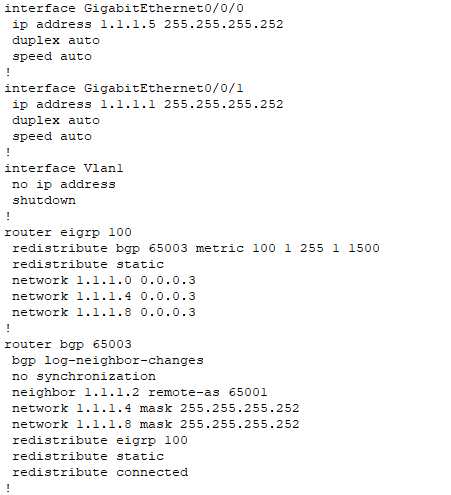 interface GigabitEthernet0/0/0
 ip address 1.1.1.5 255.255.255.252
 duplex auto
 speed auto
!
interface GigabitEthernet0/0/1
 ip address 1.1.1.1 255.255.255.252
 duplex auto
 speed auto
!
interface Vlan1
 no ip address
 shutdown
!
router eigrp 100
 redistribute bgp 65003 metric 100 1 255 1 1500
 redistribute static
 network 1.1.1.0 0.0.0.3
 network 1.1.1.4 0.0.0.3
 network 1.1.1.8 0.0.0.3
!
router bgp 65003
 bgp log-neighbor-changes
 no synchronization
 neighbor 1.1.1.2 remote-as 65001
 network 1.1.1.4 mask 255.255.255.252
 network 1.1.1.8 mask 255.255.255.252
 redistribute eigrp 100
 redistribute static
 redistribute connected
!